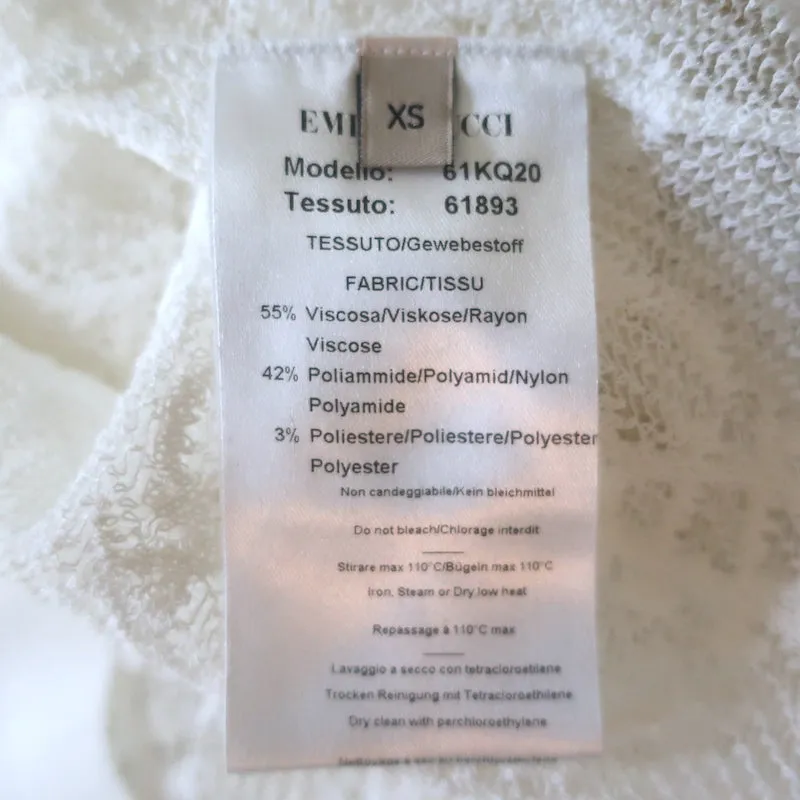 XS
EMI CCI
Modello: 61KQ20
Tessuto: 61893
TESSUTO/Gewebestoff
FABRIC/TISSU
55% Viscosa/Viskose/Rayon
Viscose
42% Poliammide/Polyamid/Nylon
Polyamide
3% Poliestere/Poliestere/Polyester
Polyester
Non candeggiabile/Kein bleichmittel
Do not bleach/Chlorage interdit
Stirare max 110°C/Bügeln max 110°C
Iron, Steam or Dry low heat
Repassage à 110°C max
Lavaggio a secco con tetracloroetilene
Trocken Reinigung mit Tetracloroethilene
Dry clean with perchloroethylene